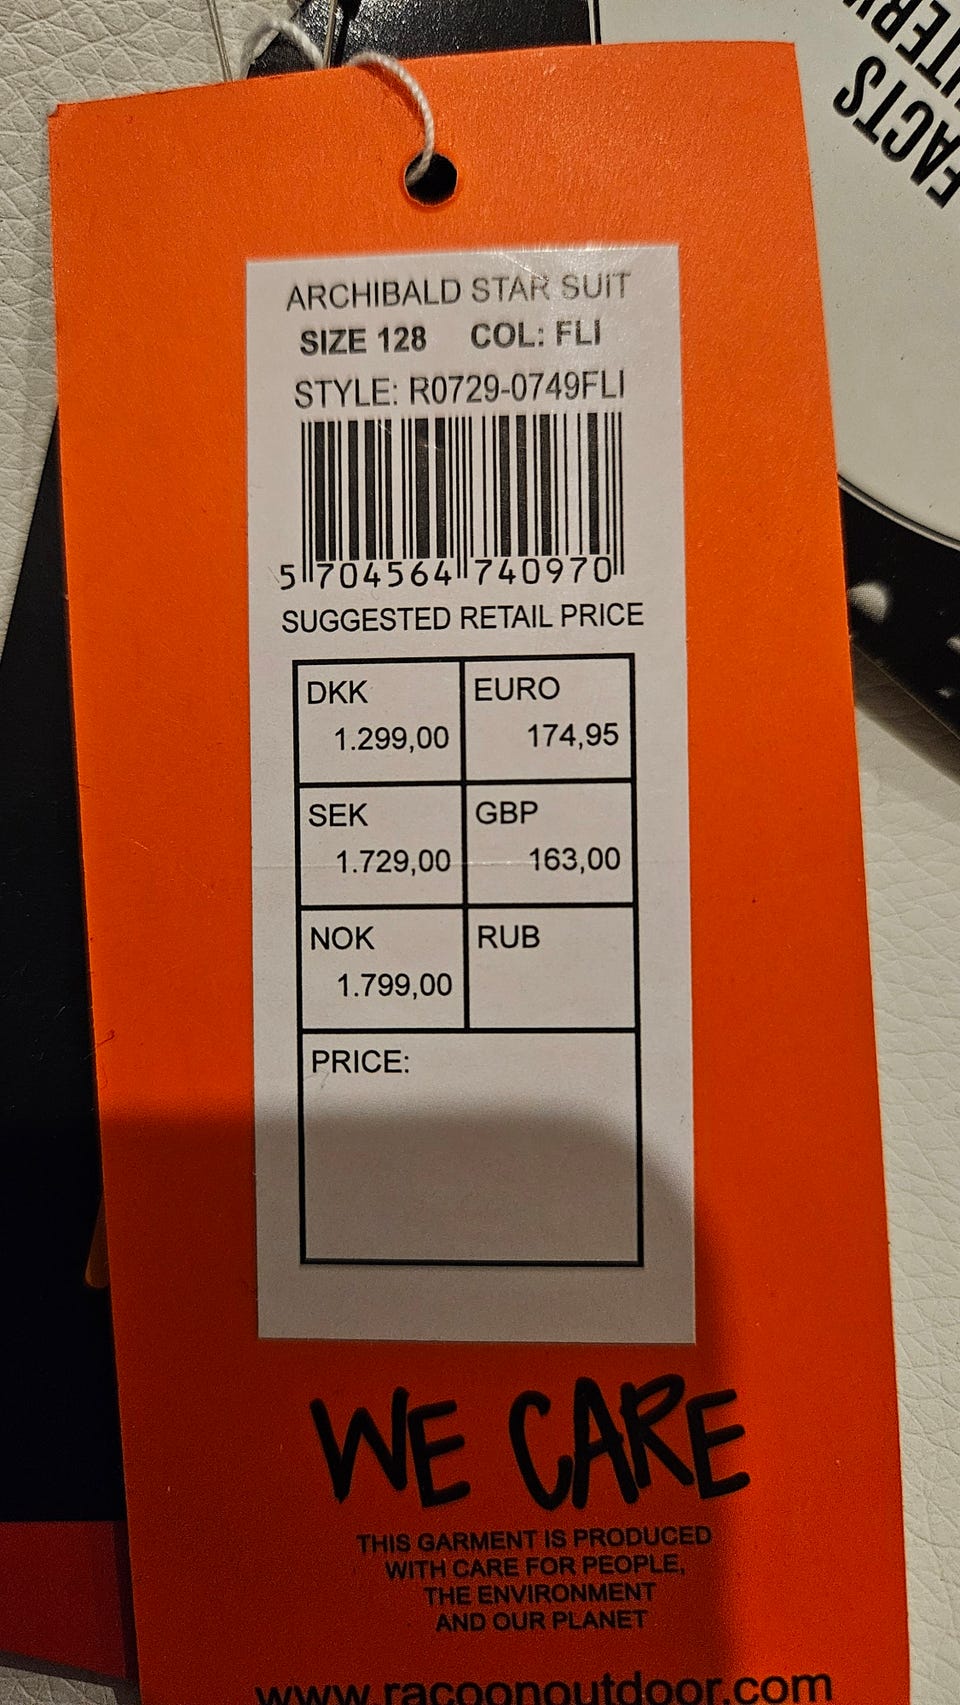 FACTS
ARCHIBALD STAR SUIT
SIZE 128 COL: FLI
STYLE: R0729-0749FLI
5 704564 740970
SUGGESTED RETAIL PRICE
DKK
1.299,00
EURO
174,95
SEK
1.729,00
GBP
163,00
NOK
1.799,00
RUB
PRICE:
WE CARE
THIS GARMENT IS PRODUCED
WITH CARE FOR PEOPLE,
THE ENVIRONMENT
AND OUR PLANET
www.racoonoutdoor.com